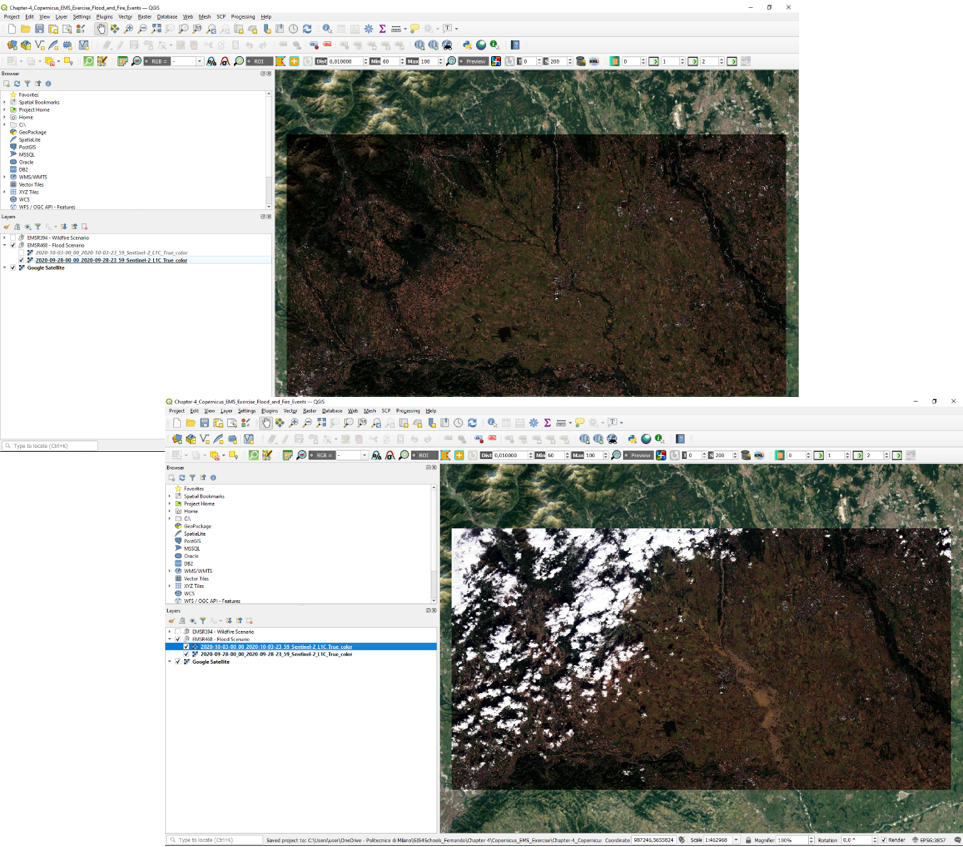 Chapter-4_Copernicus_EMS_Exercise_Flood_and_Fire_Events — QGIS
Project Edit View Layer Settings Plugins Vector Raster Database Web Mesh SCP Processing Help
RGB = - ROI Dist 0,010000 Min 60 Max 100 Preview T 0 S 200 0 1 2
Browser
Favorites
Spatial Bookmarks
Project Home
Home
C:\
GeoPackage
SpatiaLite
PostGIS
MSSQL
Oracle
DB2
WMS/WMTS
Vector Tiles
XYZ Tiles
WCS
WFS / OGC API - Features
Layers
EMSR394 - Wildfire Scenario
EMSR468 - Flood Scenario
2020-10-03-00_00_2020-10-03-23_59_Sentinel-2_L1C_True_color
2020-09-28-00_00_2020-09-28-23_59_Sentinel-2_L1C_True_color
Google Satellite
Type to locate (Ctrl+K)
Chapter-4_Copernicus_EMS_Exercise_Flood_and_Fire_Events — QGIS
Project Edit View Layer Settings Plugins Vector Raster Database Web Mesh SCP Processing Help
RGB = - ROI Dist 0,010000 Min 60 Max 100 Preview T 0 S 200 0 1 2
Browser
Favorites
Spatial Bookmarks
Project Home
Home
C:\
GeoPackage
SpatiaLite
PostGIS
MSSQL
Oracle
DB2
WMS/WMTS
Vector Tiles
XYZ Tiles
WCS
WFS / OGC API - Features
Layers
EMSR394 - Wildfire Scenario
EMSR468 - Flood Scenario
2020-10-03-00_00_2020-10-03-23_59_Sentinel-2_L1C_True_color
2020-09-28-00_00_2020-09-28-23_59_Sentinel-2_L1C_True_color
Google Satellite
Type to locate (Ctrl+K) Saved project to: C:\Users\user\OneDrive - Politecnico di Milano\GIS4Schools_Fernando\Chapter 4\Copernicus_EMS_Exercise\Chapter-4_Copernicus Coordinate 987246,5655824 Scale 1:462968 Magnifier 100% Rotation 0,0 ° Render EPSG:3857